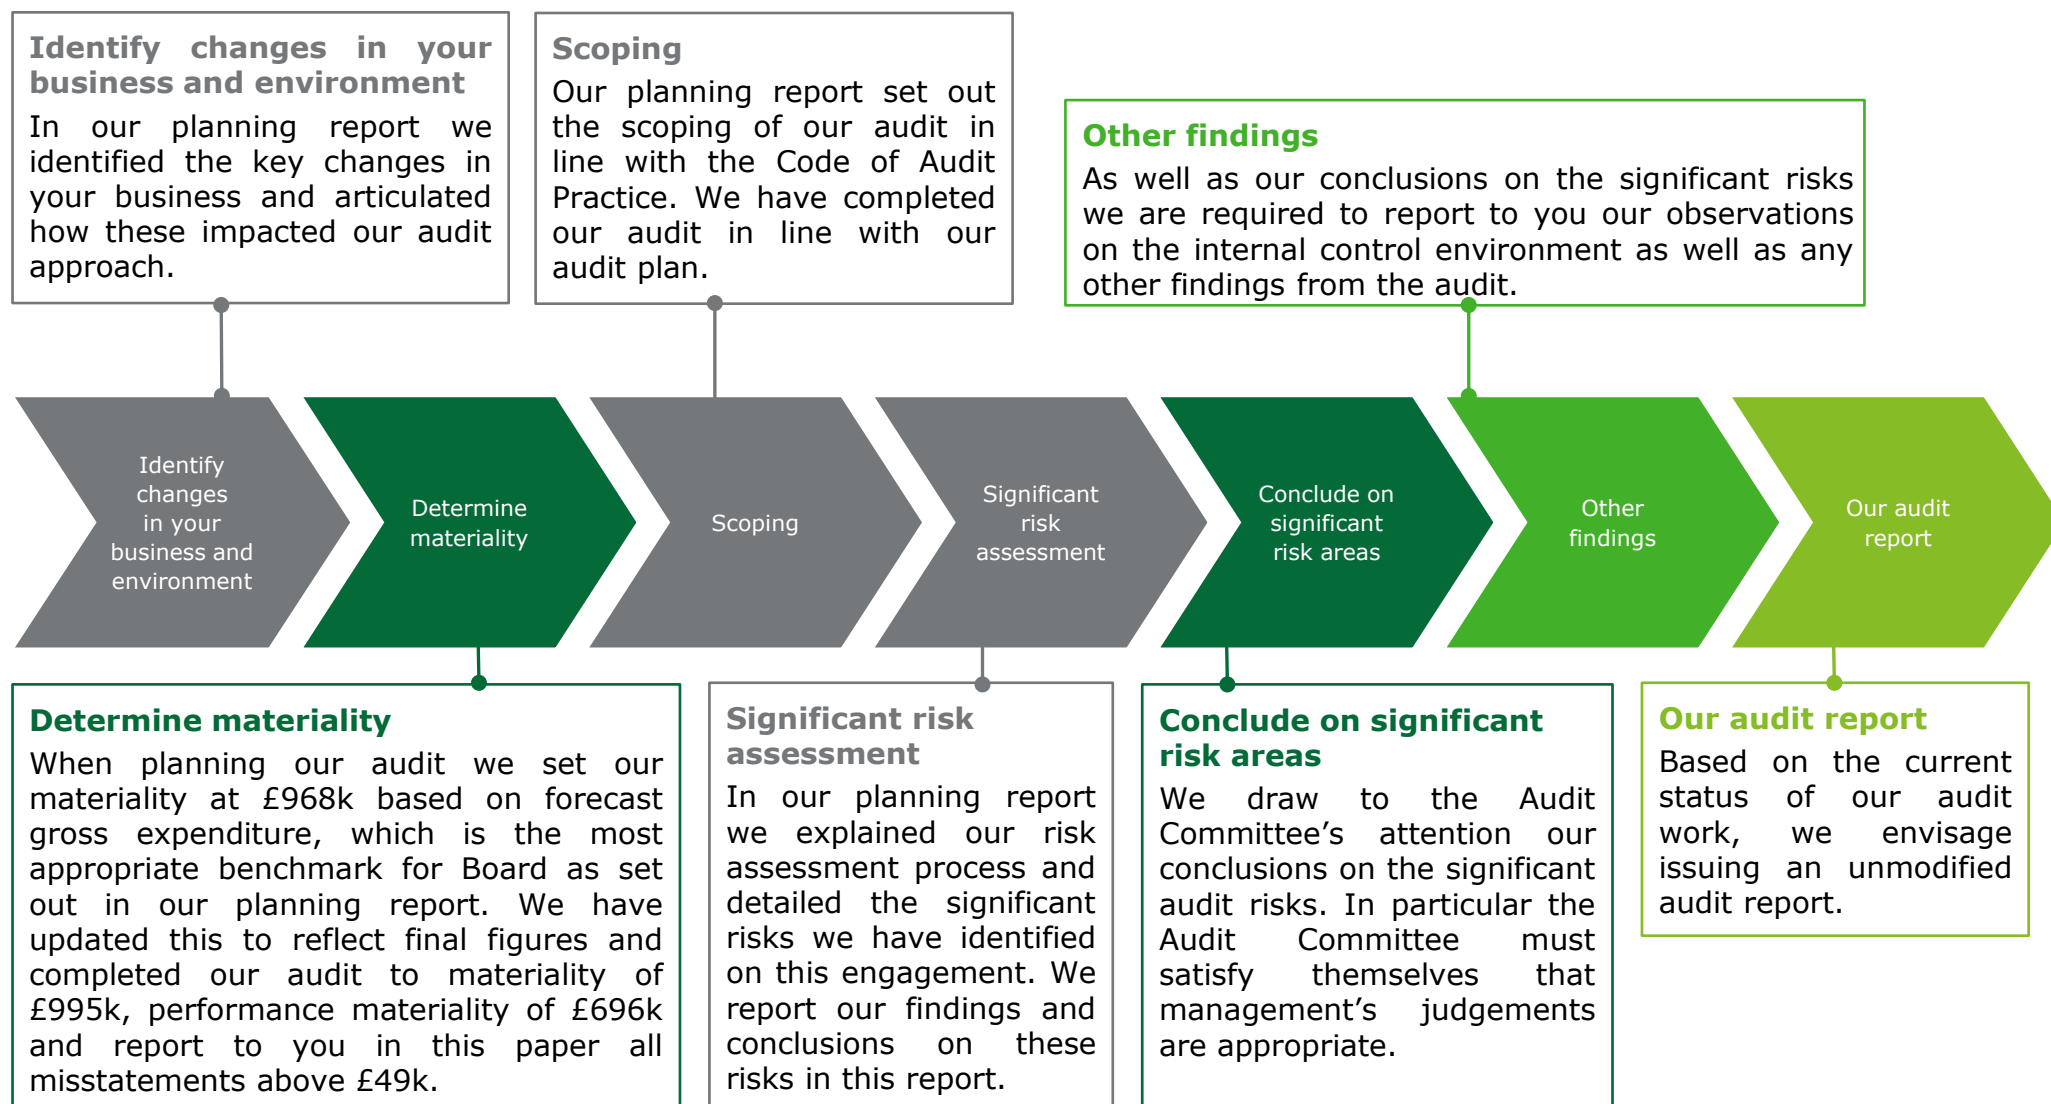 Identify changes in your
business and environment
In our planning report we
identified the key changes in
your business and articulated
how these impacted our audit
approach.
Scoping
Our planning report set out
the scoping of our audit in
line with the Code of Audit
Practice. We have completed
our audit in line with our
audit plan.
Other findings
As well as our conclusions on the significant risks
we are required to report to you our observations
on the internal control environment as well as any
other findings from the audit.
Identify
changes
in your
business and
environment
Determine
materiality
Scoping
Significant
risk
assessment
Conclude on
significant
risk areas
Other
findings
Our audit
report
Determine materiality
When planning our audit we set our
materiality at £968k based on forecast
gross expenditure, which is the most
appropriate benchmark for Board as set
out in our planning report. We have
updated this to reflect final figures and
completed our audit to materiality of
£995k, performance materiality of £696k
and report to you in this paper all
misstatements above £49k.
Significant risk
assessment
In our planning report
we explained our risk
assessment process and
detailed the significant
risks we have identified
on this engagement. We
report our findings and
conclusions on these
risks in this report.
Conclude on significant
risk areas
We draw to the Audit
Committee’s attention our
conclusions on the significant
audit risks. In particular the
Audit Committee must
satisfy themselves that
management’s judgements
are appropriate.
Our audit report
Based on the current
status of our audit
work, we envisage
issuing an unmodified
audit report.